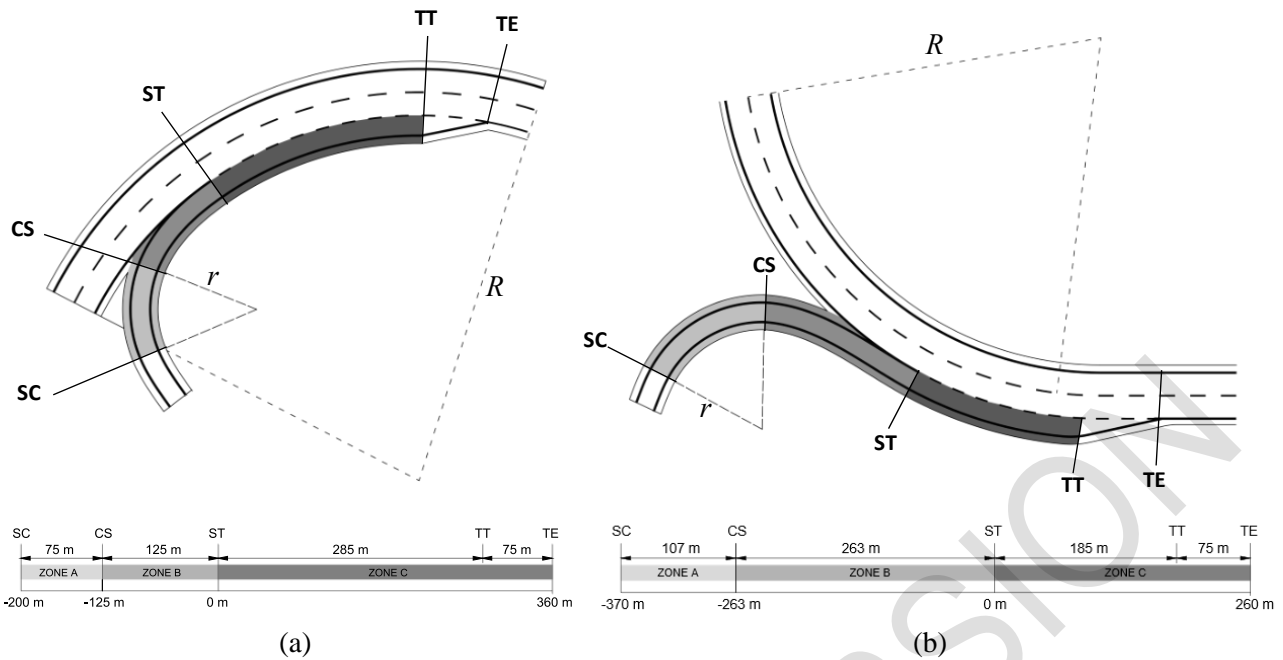 TT
TE
ST
CS
r
R
SC
R
CS
SC
r
ST
TT
TE
SC CS ST TT TE
75 m 125 m 285 m 75 m
ZONE A ZONE B ZONE C
-200 m -125 m 0 m 360 m
(a)
SC CS ST TT TE
107 m 263 m 185 m 75 m
ZONE A ZONE B ZONE C
-370 m -263 m 0 m 260 m
(b)